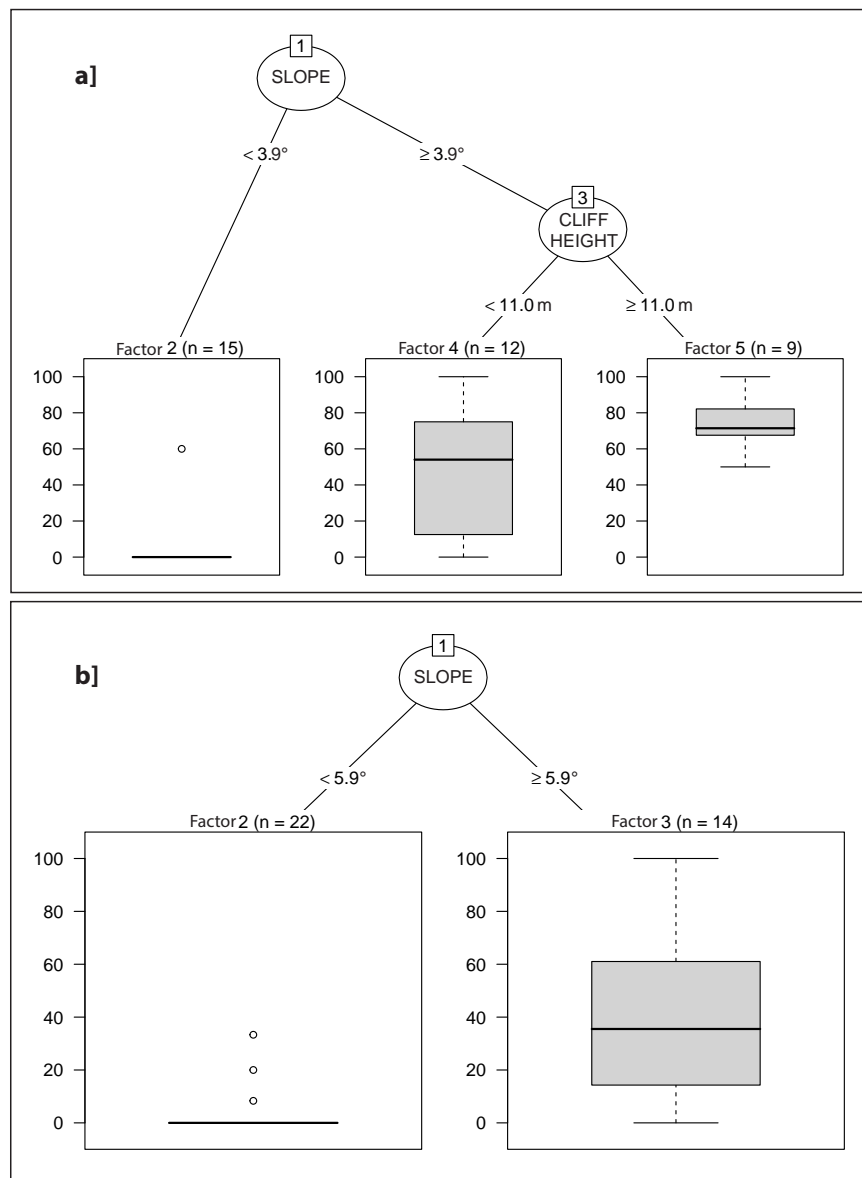 a]
1
SLOPE
< 3.9°
≥ 3.9°
3
CLIFF
HEIGHT
< 11.0 m
≥ 11.0 m
Factor 2 (n = 15)
100
80
60
40
20
0
Factor 4 (n = 12)
100
80
60
40
20
0
Factor 5 (n = 9)
100
80
60
40
20
0
b]
1
SLOPE
< 5.9°
≥ 5.9°
Factor 2 (n = 22)
100
80
60
40
20
0
Factor 3 (n = 14)
100
80
60
40
20
0